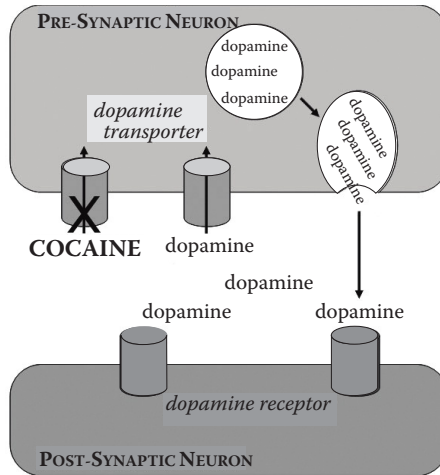 PRE-SYNAPTIC NEURON
dopamine
dopamine
dopamine
dopamine
transporter
dopamine
dopamine
dopamine
dopamine
COCAINE
dopamine
dopamine
dopamine
dopamine
dopamine receptor
POST-SYNAPTIC NEURON